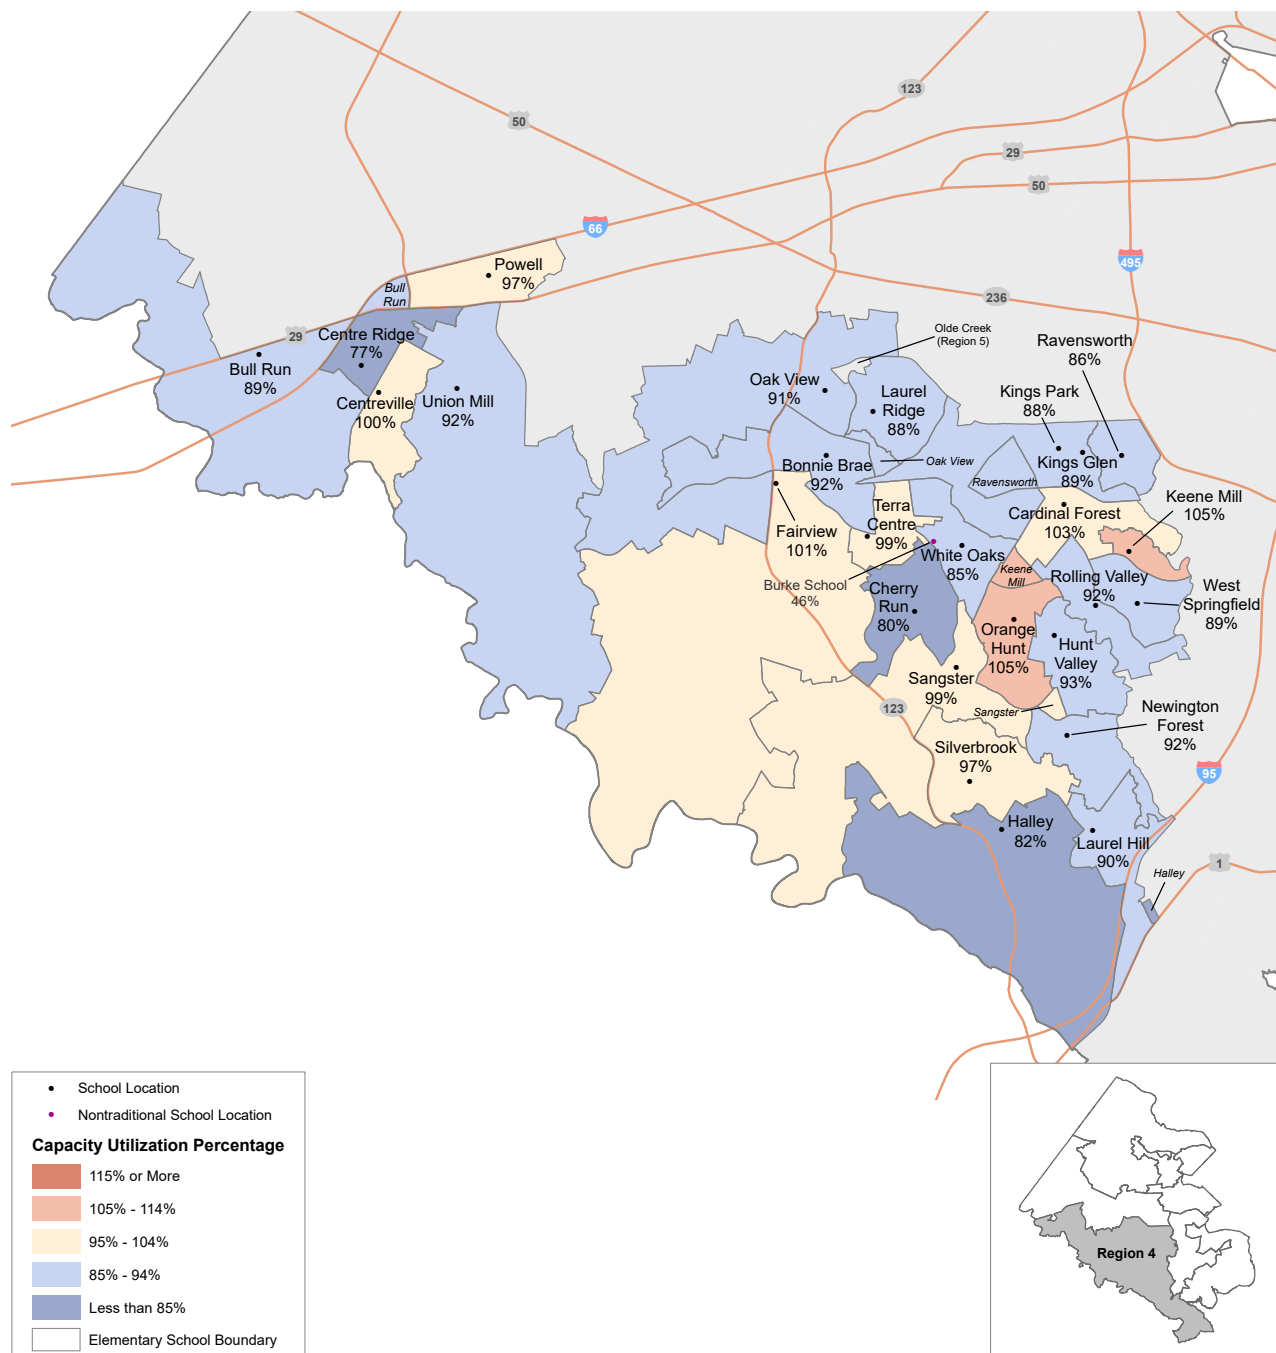 123
50
29
50
66
495
Powell
97%
Bull
Run
236
29
Olde Creek
(Region 5)
Centre Ridge
77%
Ravensworth
86%
Bull Run
89%
Oak View
91%
Laurel
Ridge
88%
Kings Park
88%
Centreville
100%
Union Mill
92%
Bonnie Brae
92%
Oak View
Kings Glen
89%
Ravensworth
Keene Mill
105%
Terra
Centre
99%
Cardinal Forest
103%
Fairview
101%
White Oaks
85%
Keene
Mill
Rolling Valley
92%
Burke School
46%
Cherry
Run
80%
West
Springfield
89%
Orange
Hunt
105%
Hunt
Valley
93%
Sangster
99%
Sangster
123
Newington
Forest
92%
Silverbrook
97%
95
Halley
82%
Laurel Hill
90%
1
Halley
School Location
Nontraditional School Location
Capacity Utilization Percentage
115% or More
105% - 114%
95% - 104%
85% - 94%
Less than 85%
Elementary School Boundary
Region 4